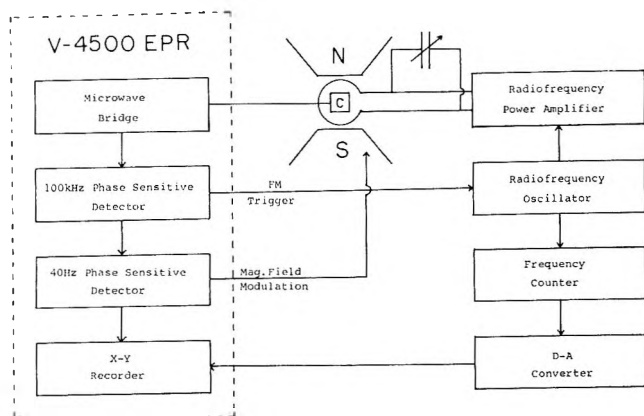 V-4500 EPR
Microwave
Bridge
100kHz Phase Sensitive
Detector
40Hz Phase Sensitive
Detector
X-Y
Recorder
N
C
S
FM
Trigger
Mag.Field
Modulation
Radiofrequency
Power Amplifier
Radiofrequency
Oscillator
Frequency
Counter
D-A
Converter